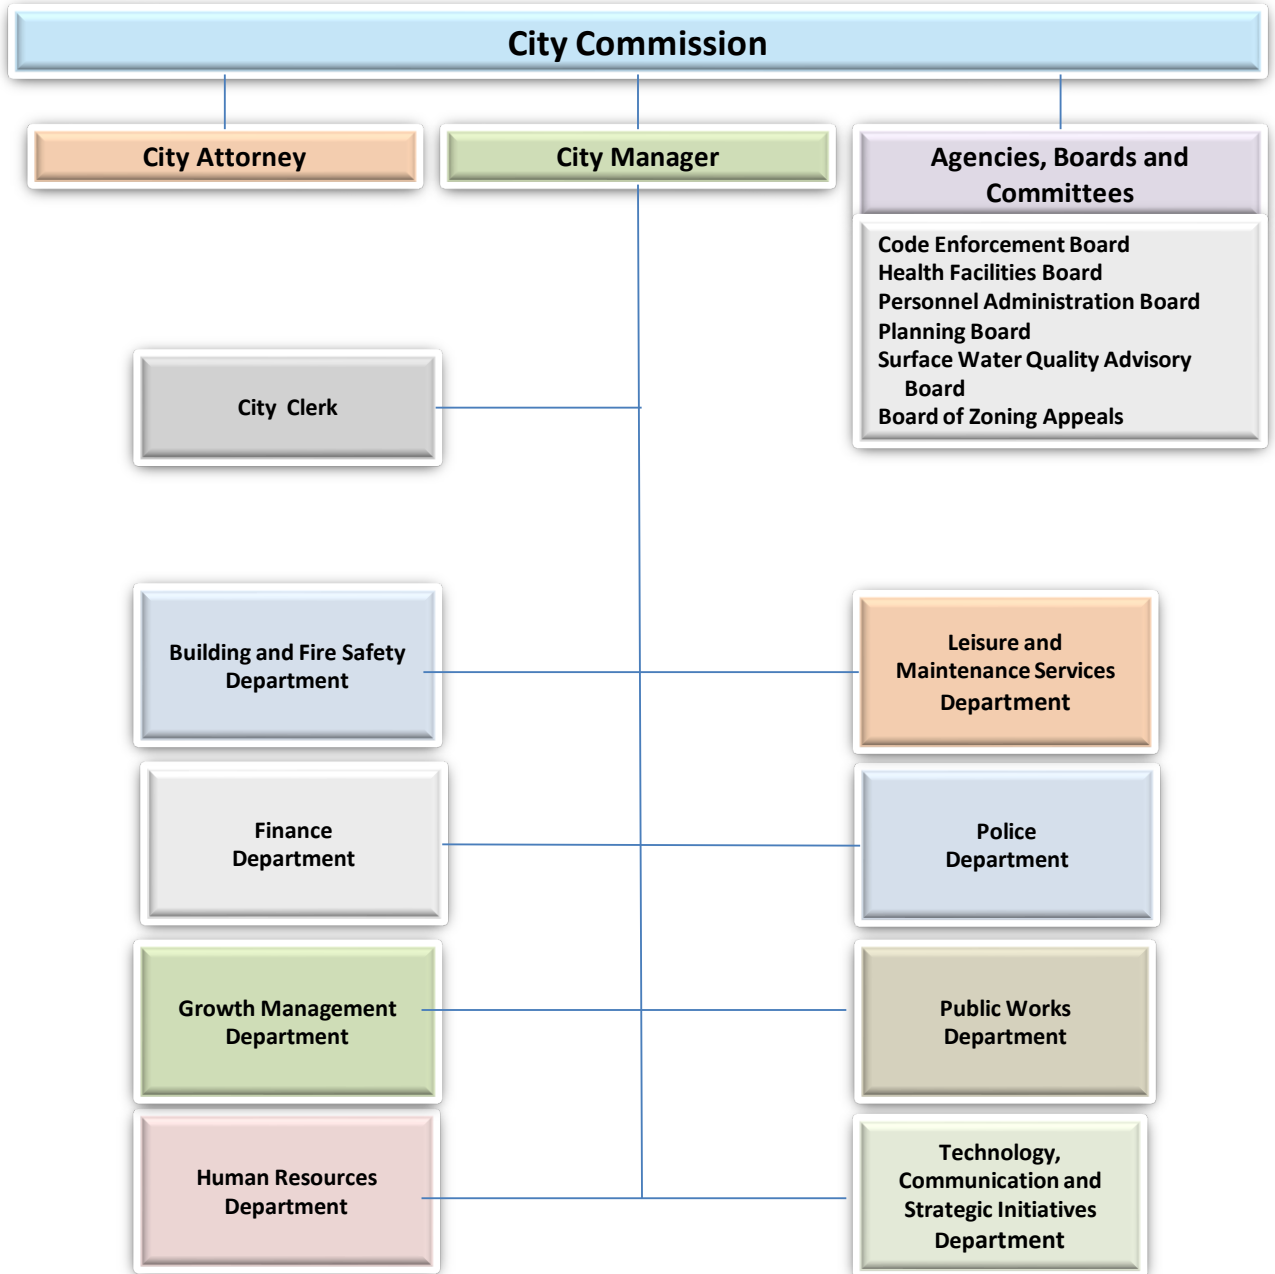 City Commission
City Attorney
City Manager
Agencies, Boards and
Committees
Code Enforcement Board
Health Facilities Board
Personnel Administration Board
Planning Board
Surface Water Quality Advisory
Board
Board of Zoning Appeals
City Clerk
Building and Fire Safety
Department
Leisure and
Maintenance Services
Department
Finance
Department
Police
Department
Growth Management
Department
Public Works
Department
Human Resources
Department
Technology,
Communication and
Strategic Initiatives
Department